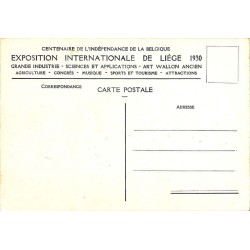 CENTENAIRE DE L'INDÉPENDANCE DE LA BELGIQUE
EXPOSITION INTERNATIONALE DE LIÉGE 1930
GRANDE INDUSTRIE - SCIENCES ET APPLICATIONS - ART WALLON ANCIEN
AGRICULTURE - CONGRÈS - MUSIQUE - SPORTS ET TOURISME - ATTRACTIONS
CORRESPONDANCE
CARTE POSTALE
ADRESSE